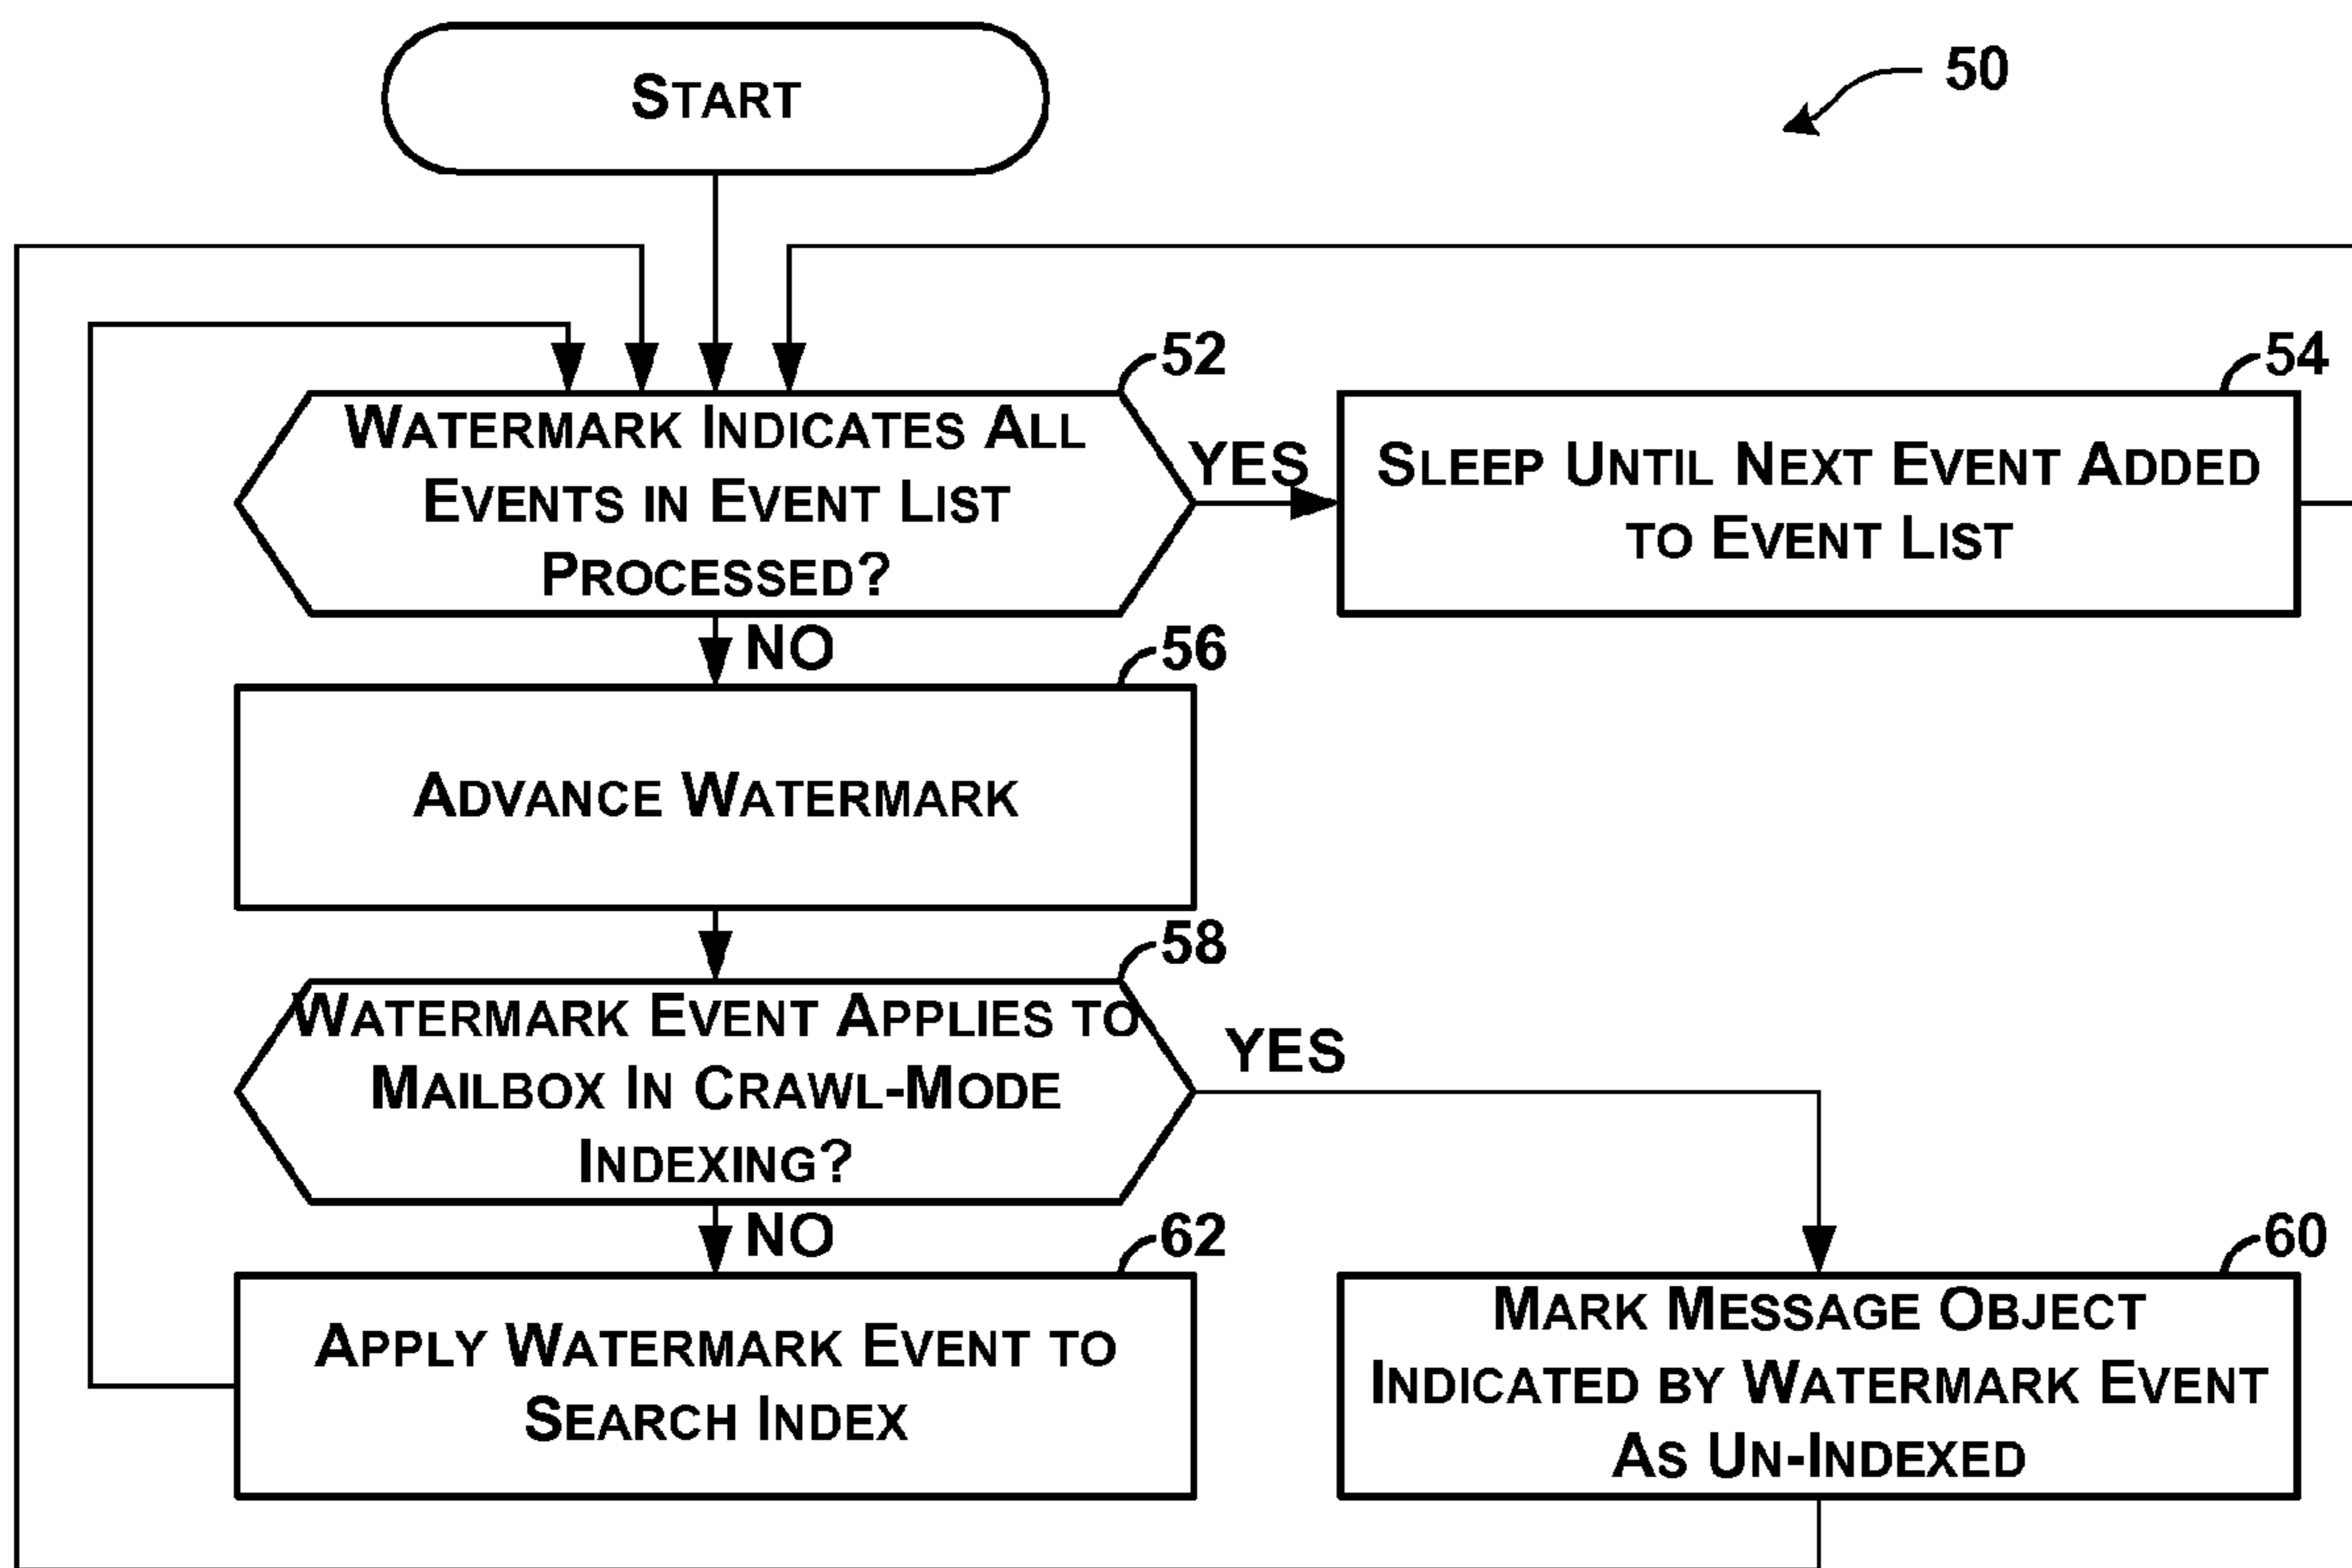 START
50
52
WATERMARK INDICATES ALL
EVENTS IN EVENT LIST
PROCESSED?
YES
54
SLEEP UNTIL NEXT EVENT ADDED
TO EVENT LIST
NO
56
ADVANCE WATERMARK
58
WATERMARK EVENT APPLIES TO
MAILBOX IN CRAWL-MODE
INDEXING?
YES
NO
62
APPLY WATERMARK EVENT TO
SEARCH INDEX
60
MARK MESSAGE OBJECT
INDICATED BY WATERMARK EVENT
AS UN-INDEXED